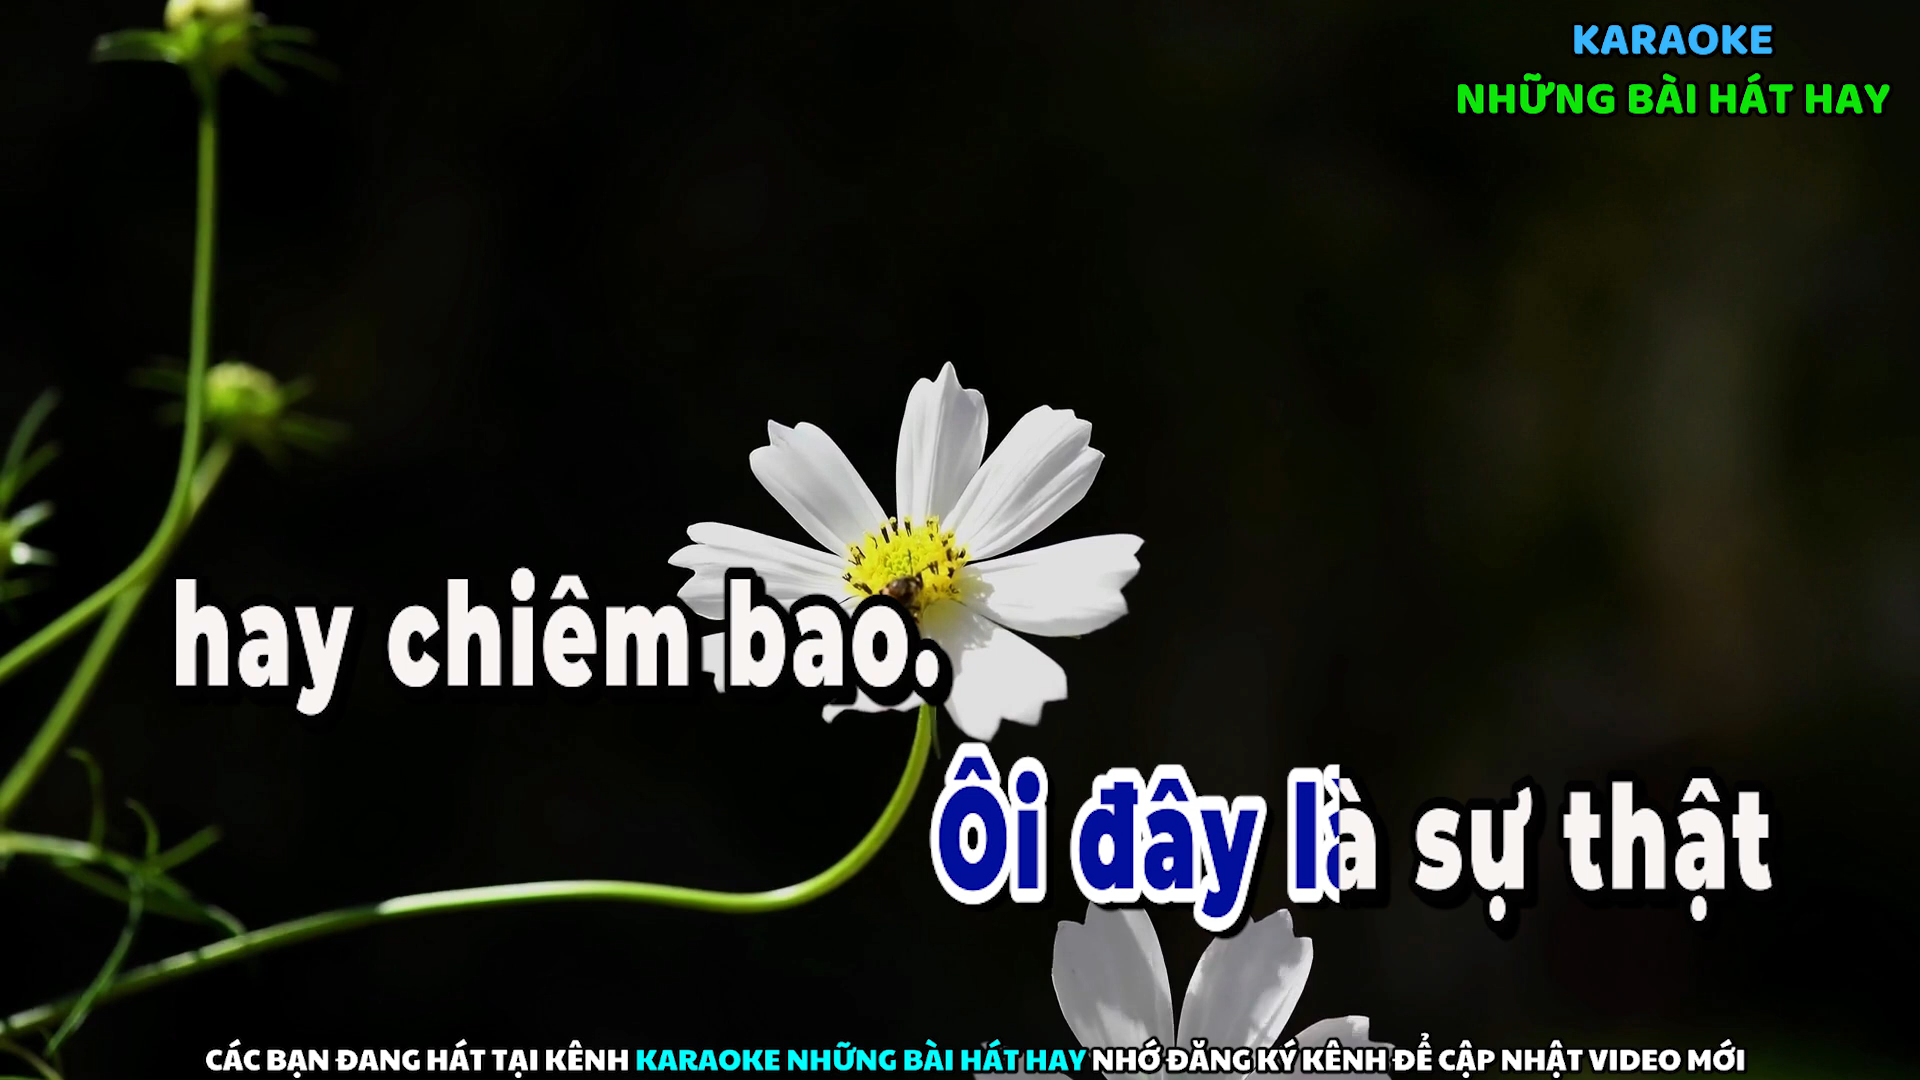 KARAOKE
NHỮNG BÀI HÁT HAY
hay chiêm bao.
Ôi đây là sự thật
CÁC BẠN ĐANG HÁT TẠI KÊNH KARAOKE NHỮNG BÀI HÁT HAY NHỚ ĐĂNG KÝ KÊNH ĐỂ CẬP NHẬT VIDEO MỚI